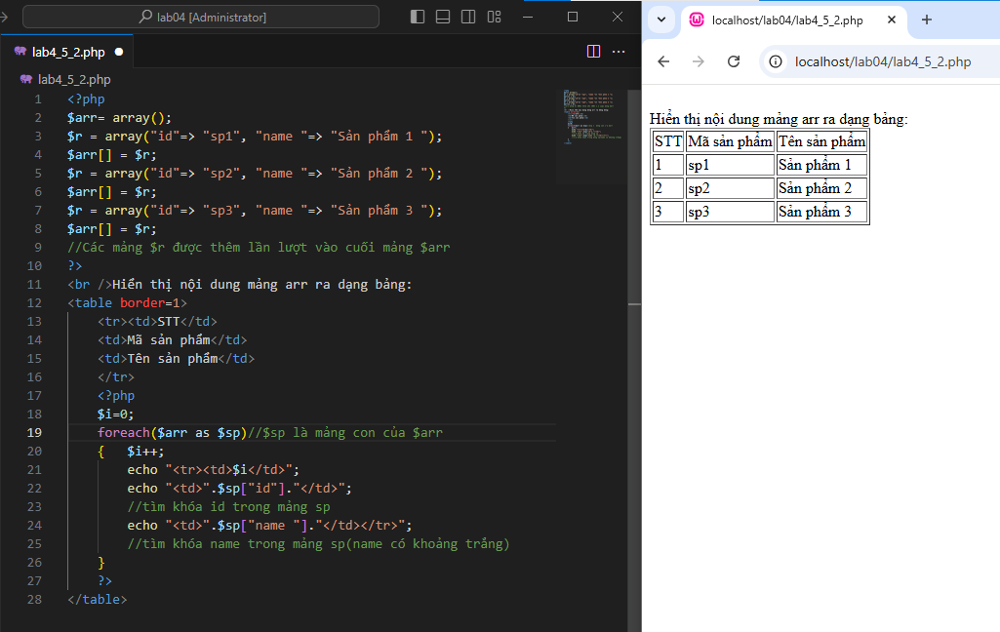 lab04 [Administrator]
lab4_5_2.php
lab4_5_2.php
1 <?php
2 $arr= array();
3 $r = array("id"=> "sp1", "name "=> "Sản phẩm 1 ");
4 $arr[] = $r;
5 $r = array("id"=> "sp2", "name "=> "Sản phẩm 2 ");
6 $arr[] = $r;
7 $r = array("id"=> "sp3", "name "=> "Sản phẩm 3 ");
8 $arr[] = $r;
9 //Các mảng $r được thêm lần lượt vào cuối mảng $arr
10 ?>
11 <br />Hiển thị nội dung mảng arr ra dạng bảng:
12 <table border=1>
13 <tr><td>STT</td>
14 <td>Mã sản phẩm</td>
15 <td>Tên sản phẩm</td>
16 </tr>
17 <?php
18 $i=0;
19 foreach($arr as $sp)//$sp là mảng con của $arr
20 { $i++;
21 echo "<tr><td>$i</td>";
22 echo "<td>".$sp["id"]."</td>";
23 //tìm khóa id trong mảng sp
24 echo "<td>".$sp["name "]."</td></tr>";
25 //tìm khóa name trong mảng sp(name có khoảng trắng)
26 }
27 ?>
28 </table>
localhost/lab04/lab4_5_2.php
localhost/lab04/lab4_5_2.php
Hiển thị nội dung mảng arr ra dạng bảng:
STT Mã sản phẩm Tên sản phẩm
1 sp1 Sản phẩm 1
2 sp2 Sản phẩm 2
3 sp3 Sản phẩm 3